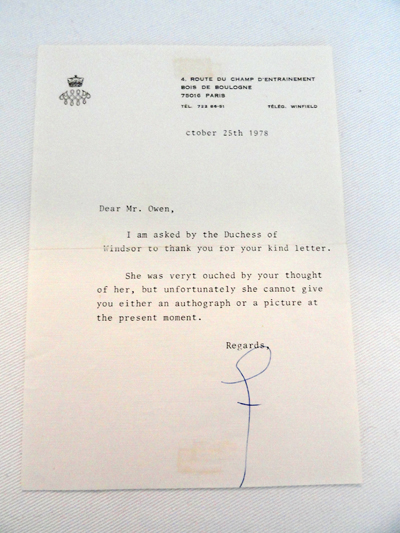 4, ROUTE DU CHAMP D'ENTRAINEMENT
BOIS DE BOULOGNE
75016 PARIS
TÉL. 722 66-21 TÉLÉG. WINFIELD
ctober 25th 1978
Dear Mr. Owen,
I am asked by the Duchess of
Windsor to thank you for your kind letter.
She was veryt ouched by your thought
of her, but unfortunately she cannot give
you either an authograph or a picture at
the present moment.
Regards,